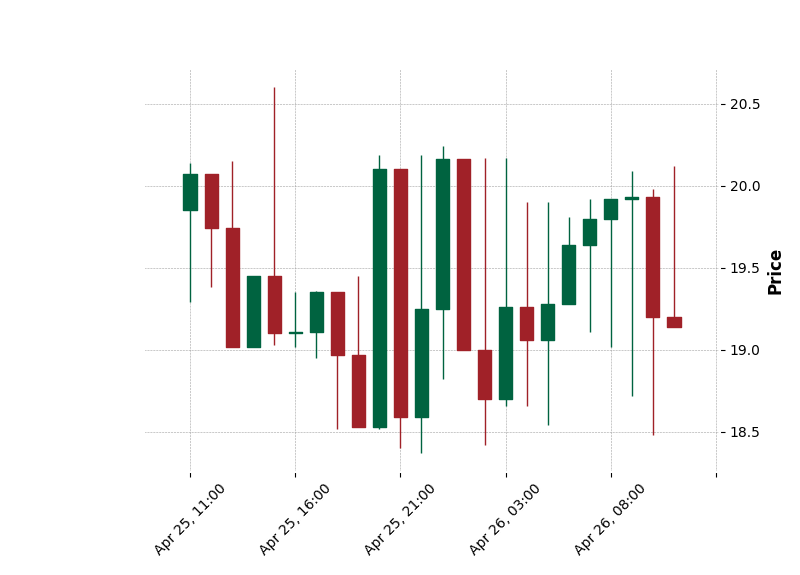 20.5
20.0
19.5
19.0
18.5
Price
Apr 25, 11:00
Apr 25, 16:00
Apr 25, 21:00
Apr 26, 03:00
Apr 26, 08:00